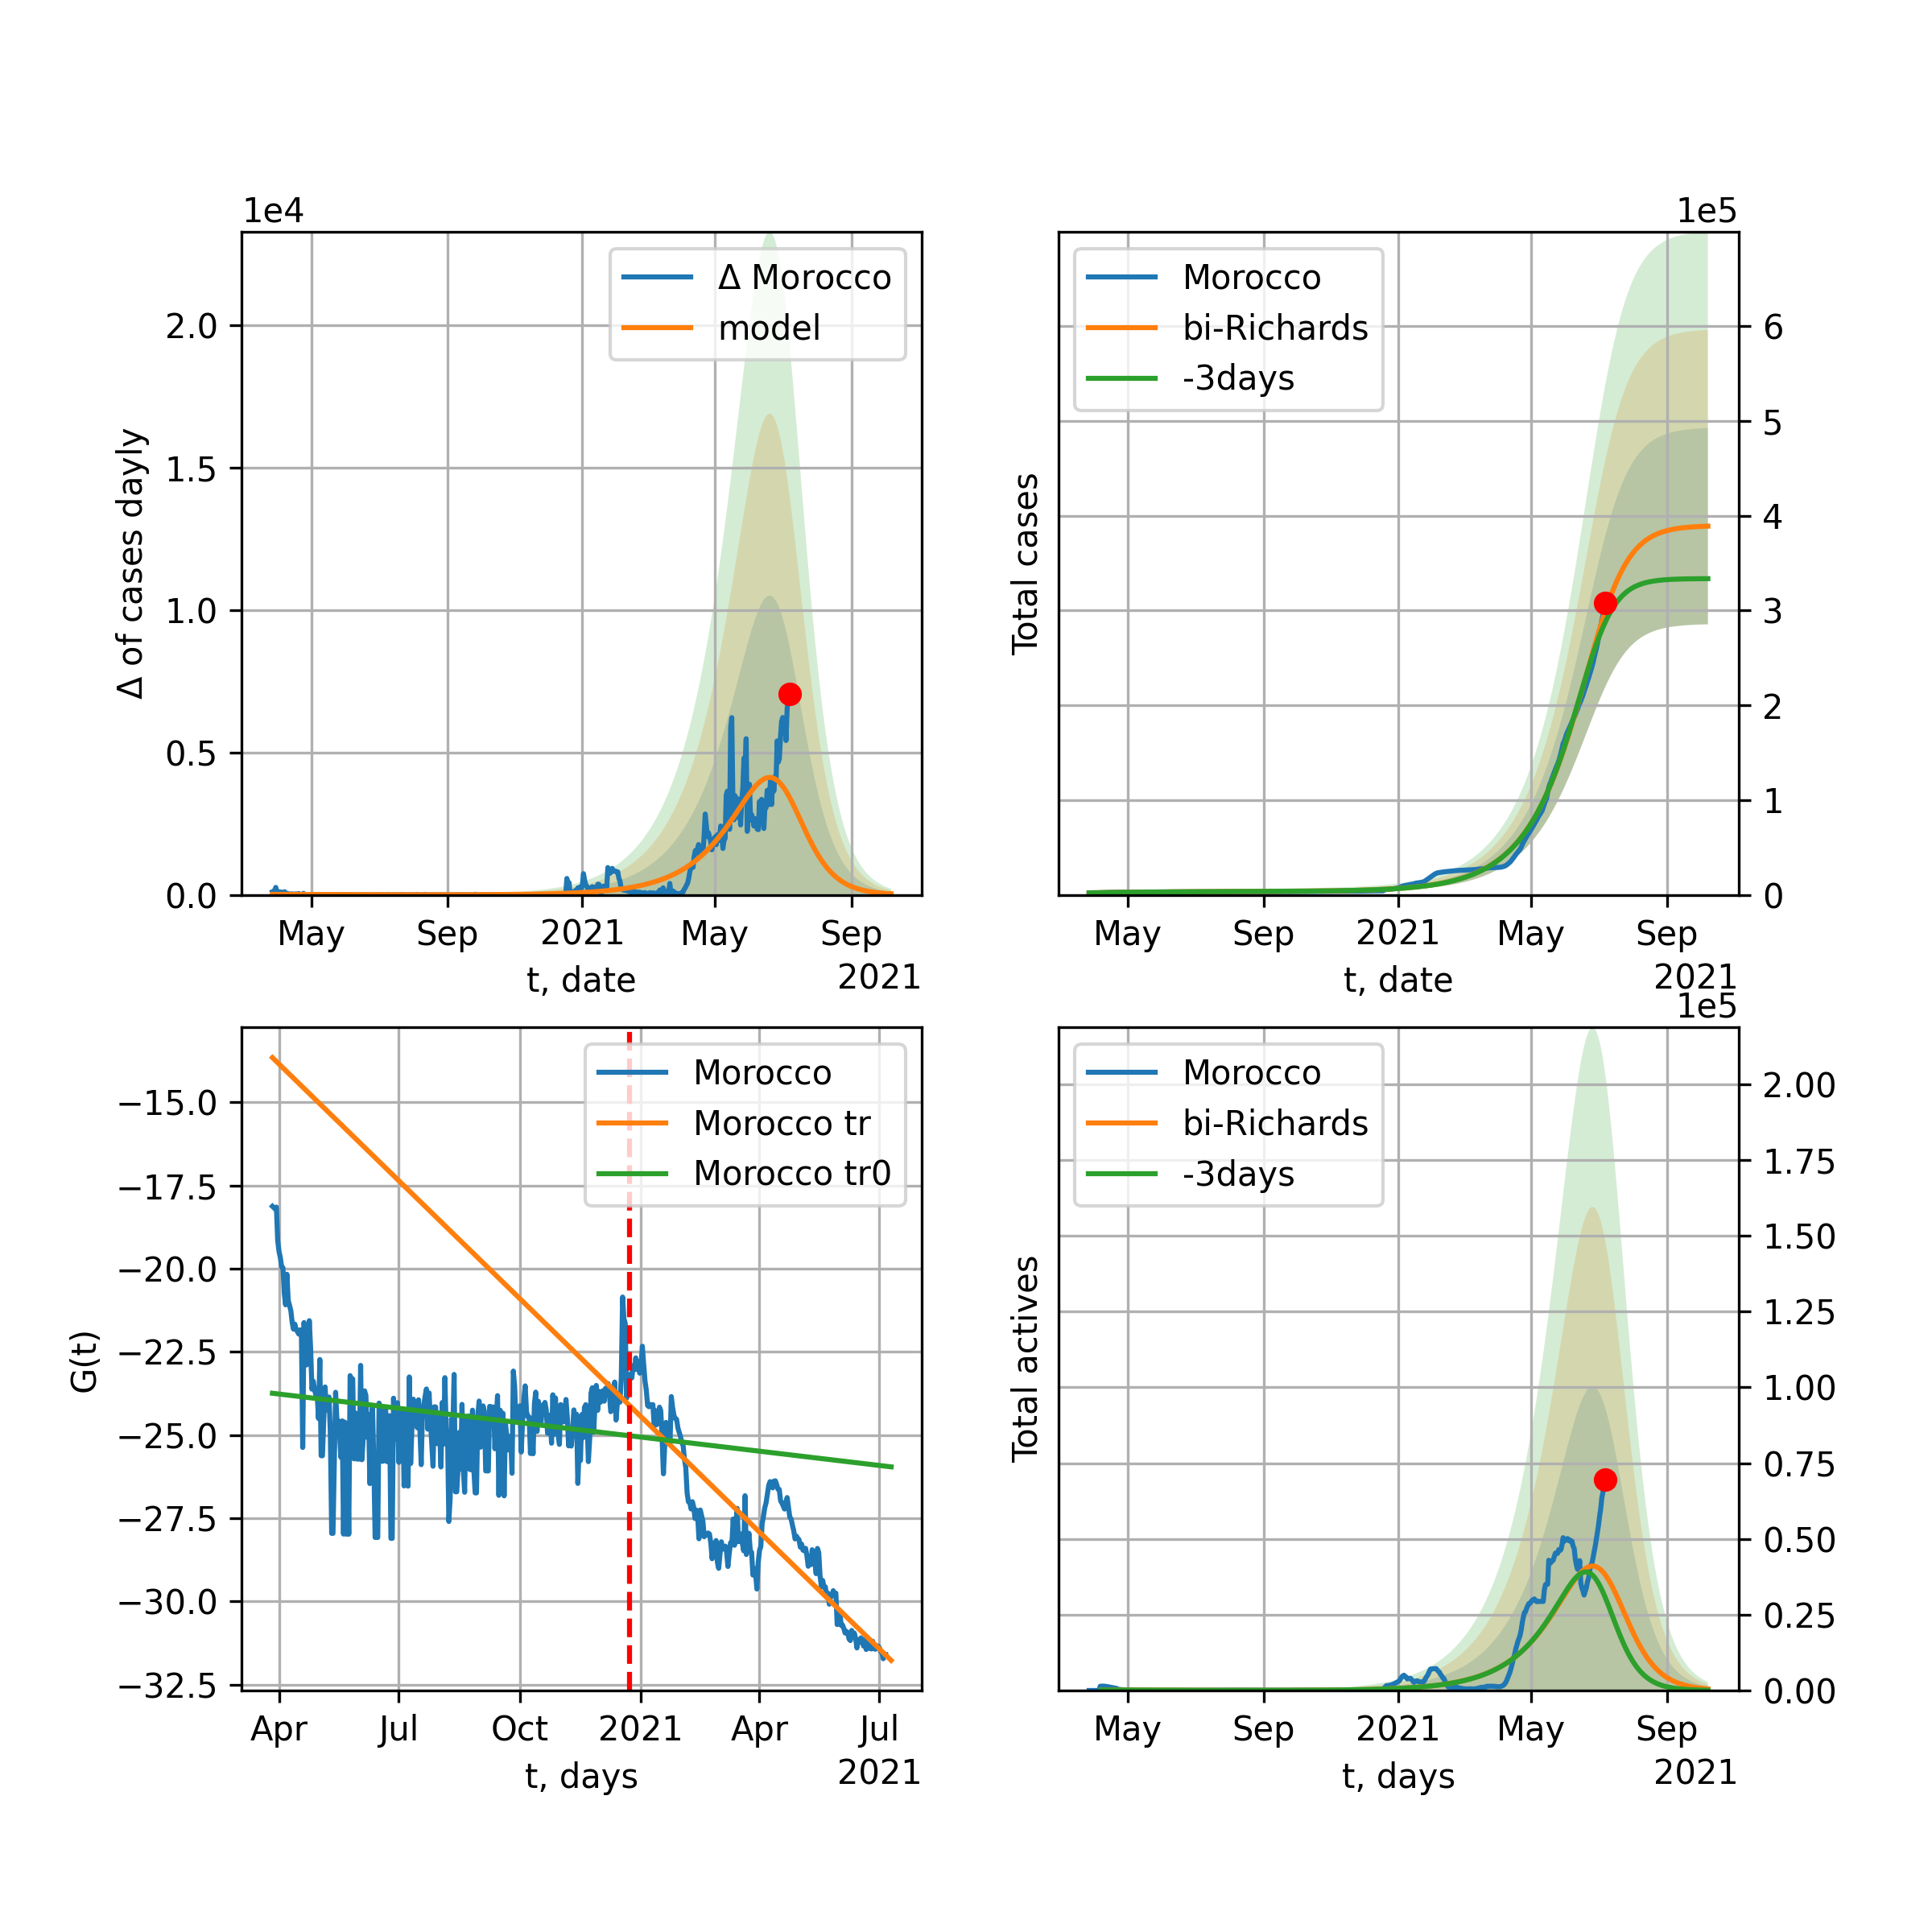 1e4
Δ Morocco
model
Δ of cases dayly
2.0
1.5
1.0
0.5
0.0
May Sep 2021 May Sep
t, date
2021
1e5
Morocco
bi-Richards
-3days
Total cases
6
5
4
3
2
1
0
May Sep 2021 May Sep
t, date
2021
Morocco
Morocco tr
Morocco tr0
G(t)
−15.0
−17.5
−20.0
−22.5
−25.0
−27.5
−30.0
−32.5
Apr Jul Oct 2021 Apr Jul
t, days
2021
1e5
Morocco
bi-Richards
-3days
Total actives
2.00
1.75
1.50
1.25
1.00
0.75
0.50
0.25
0.00
May Sep 2021 May Sep
t, days
2021